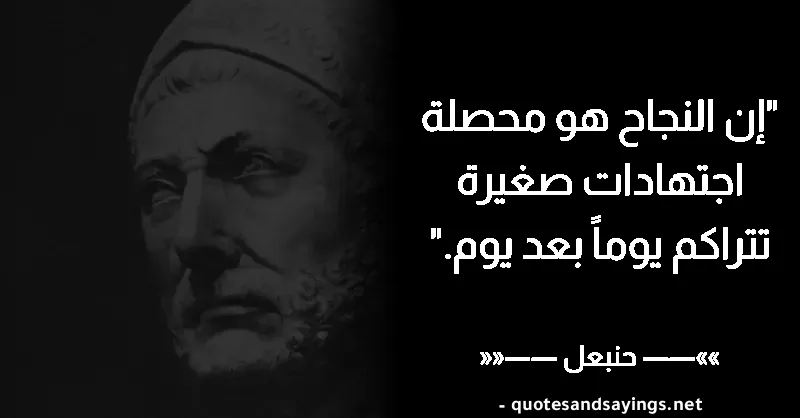 "إن النجاح هو محصلة
اجتهادات صغيرة
تتراكم يوماً بعد يوم."
»—— حنبعل ——««
- quotesandsayings.net